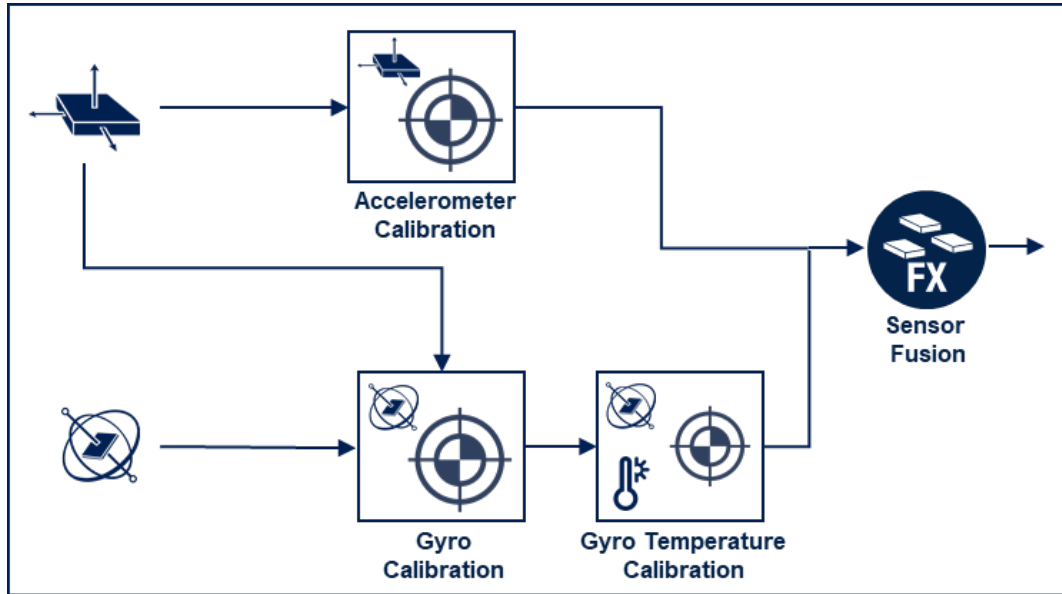 Accelerometer
Calibration
FX
Sensor
Fusion
Gyro
Calibration
Gyro Temperature
Calibration